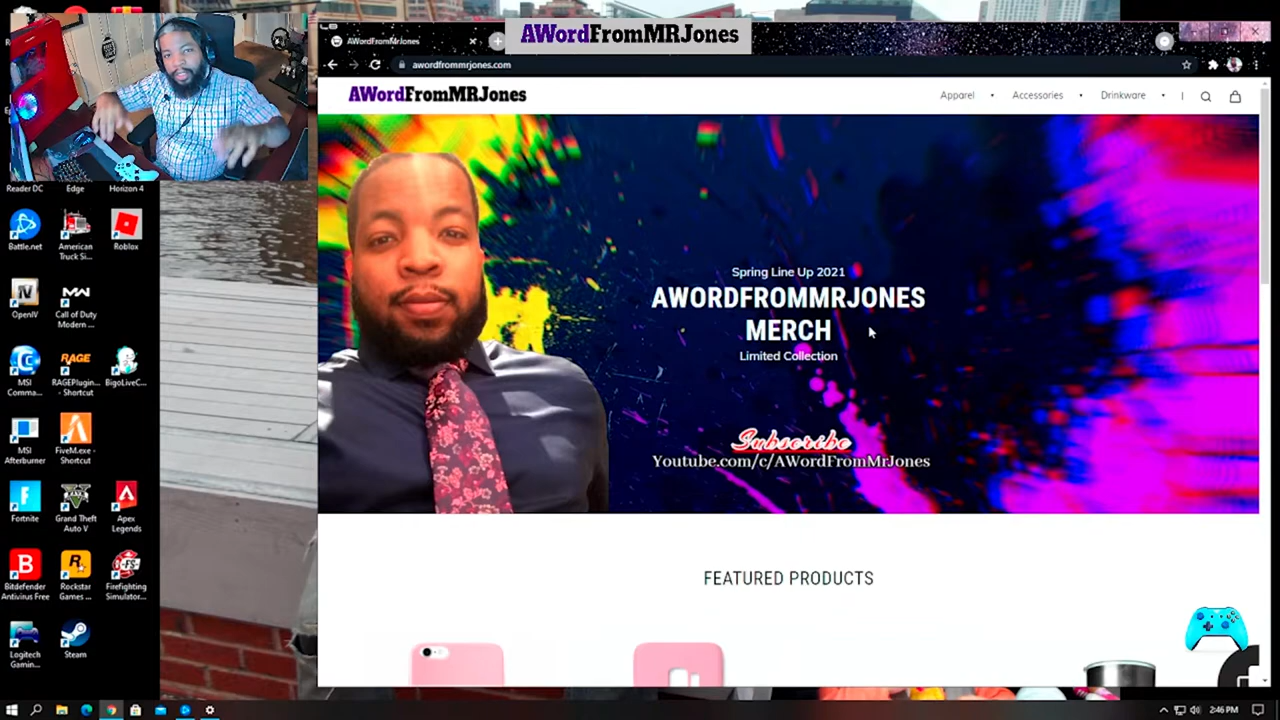 AWordFromMRJones
AWordFromMRJones
awordfrommrjones.com
AWordFromMRJones
Apparel
Accessories
Drinkware
Spring Line Up 2021
AWORDFROMMRJONES
MERCH
Limited Collection
Subscribe
Youtube.com/c/AWordFromMrJones
FEATURED PRODUCTS
Reader DC
Edge
Horizon 4
Battle.net
American
Truck Si...
Roblox
OpenIV
Call of Duty
Modern ...
MSI
Comma...
RAGEPlugin...
- Shortcut
BigoLiveC...
MSI
Afterburner
FiveM.exe -
Shortcut
Fortnite
Grand Theft
Auto V
Apex
Legends
Bitdefender
Antivirus Free
Rockstar
Games ...
Firefighting
Simulator...
Logitech
Gamin...
Steam
2:46 PM